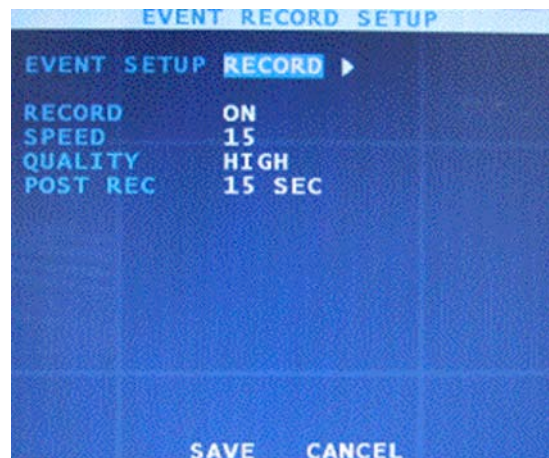 EVENT RECORD SETUP
EVENT SETUP RECORD
RECORD ON
SPEED 15
QUALITY HIGH
POST REC 15 SEC
SAVE CANCEL